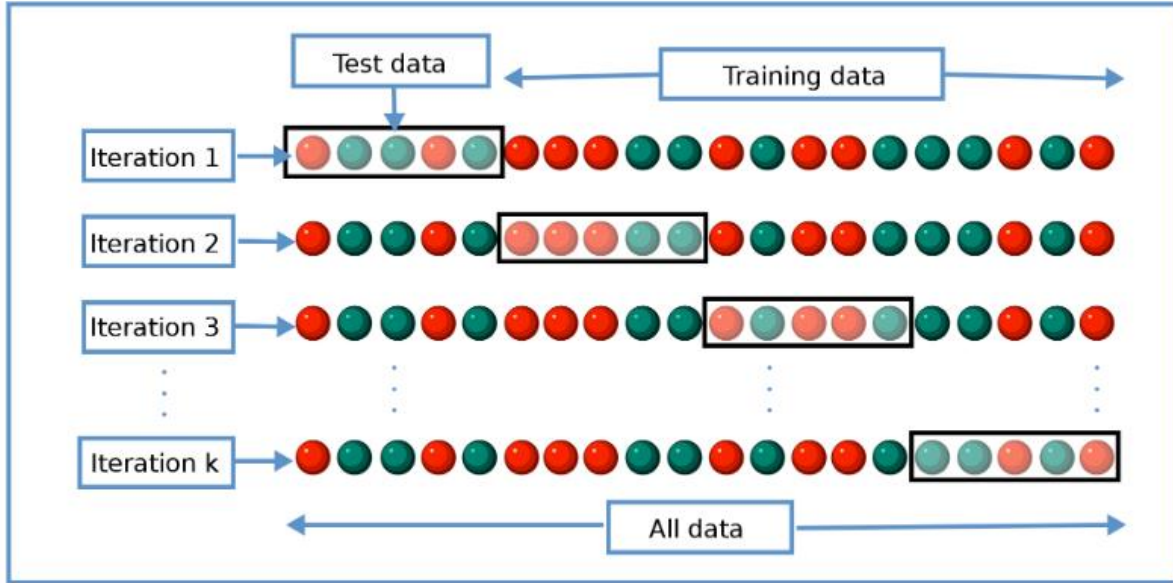 Test data
Training data
Iteration 1
Iteration 2
Iteration 3
Iteration k
All data